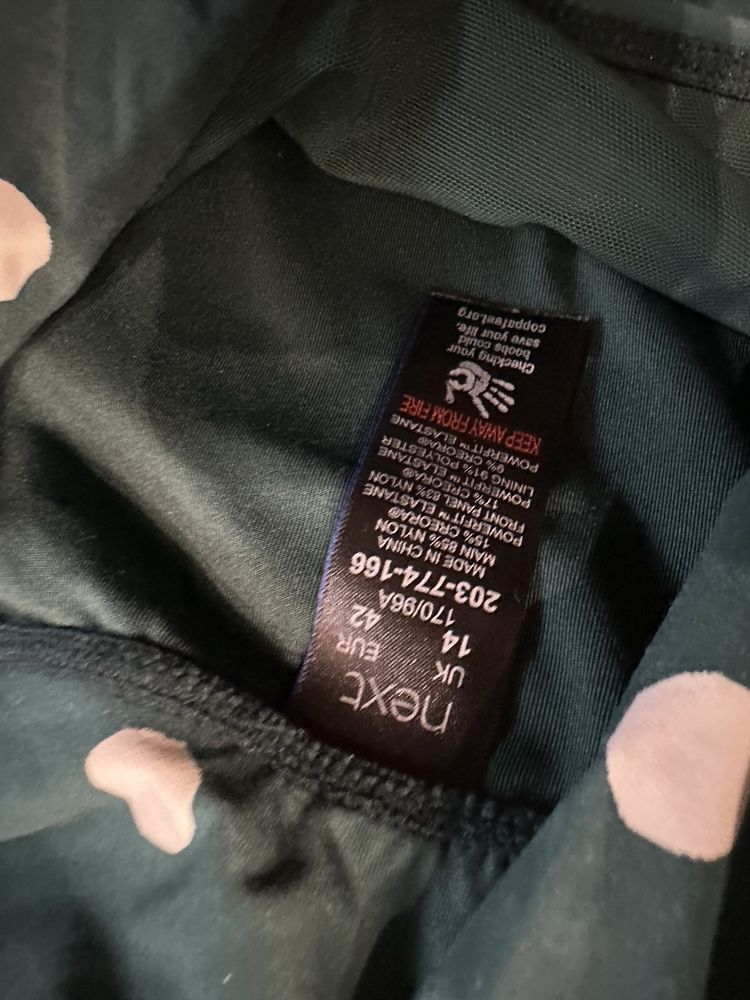 next
UK EUR
14 42
170/96A
203-774-166
MADE IN CHINA
MAIN 85% NYLON
15% CREORA®
POWERFIT™ ELASTANE
FRONT PANEL 83% NYLON
17% CREORA®
POWERFIT™ ELASTANE
LINING 91% POLYESTER
9% CREORA®
POWERFIT™ ELASTANE
KEEP AWAY FROM FIRE
Checking your
boobs could
save your life.
coppafeel.org